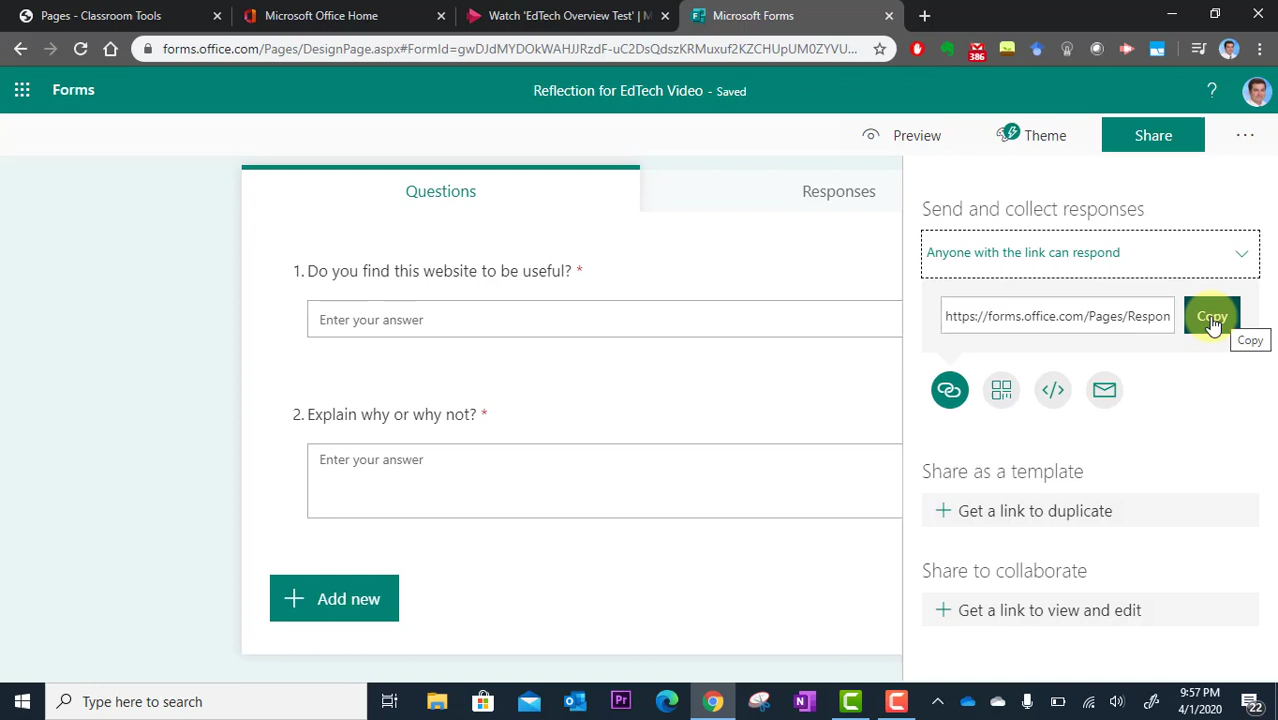 Pages - Classroom Tools
Microsoft Office Home
Watch 'EdTech Overview Test' | M
Microsoft Forms
forms.office.com/Pages/DesignPage.aspx#FormId=gwDJdMYDOkWAHJJRzdF-uC2DsQdszKRMuxuf2KZCHUpUM0ZYVU...
386
Forms
Reflection for EdTech Video - Saved
?
Preview
Theme
Share
...
Questions
Responses
1. Do you find this website to be useful? *
Enter your answer
2. Explain why or why not? *
Enter your answer
Add new
Send and collect responses
Anyone with the link can respond
https://forms.office.com/Pages/Respon
Copy
Copy
Share as a template
Get a link to duplicate
Share to collaborate
Get a link to view and edit
Type here to search
Pr
9:57 PM
4/1/2020
22